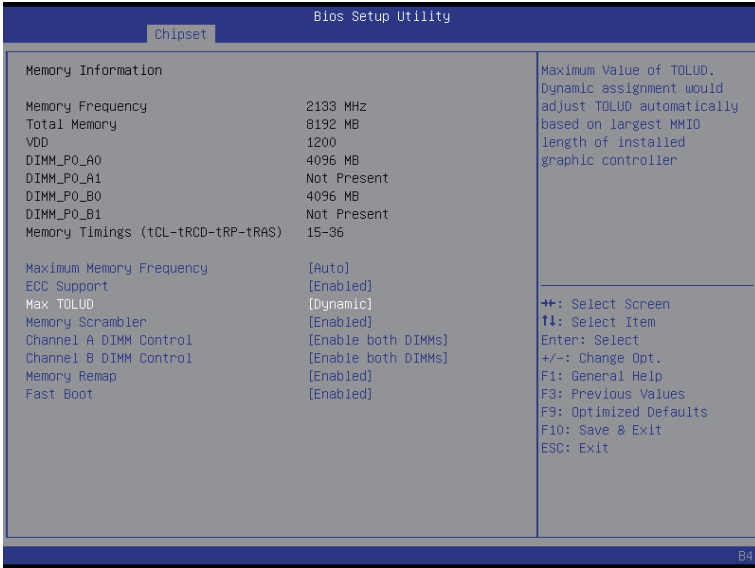 Bios Setup Utility
Chipset
Memory Information
Memory Frequency 2133 MHz
Total Memory 8192 MB
VDD 1200
DIMM_P0_A0 4096 MB
DIMM_P0_A1 Not Present
DIMM_P0_B0 4096 MB
DIMM_P0_B1 Not Present
Memory Timings (tCL-tRCD-tRP-tRAS) 15-36
Maximum Memory Frequency [Auto]
ECC Support [Enabled]
Max TOLUD [Dynamic]
Memory Scrambler [Enabled]
Channel A DIMM Control [Enable both DIMMs]
Channel B DIMM Control [Enable both DIMMs]
Memory Remap [Enabled]
Fast Boot [Enabled]
Maximum Value of TOLUD.
Dynamic assignment would
adjust TOLUD automatically
based on largest MMIO
length of installed
graphic controller
→←: Select Screen
↑↓: Select Item
Enter: Select
+/-: Change Opt.
F1: General Help
F3: Previous Values
F9: Optimized Defaults
F10: Save & Exit
ESC: Exit
B4